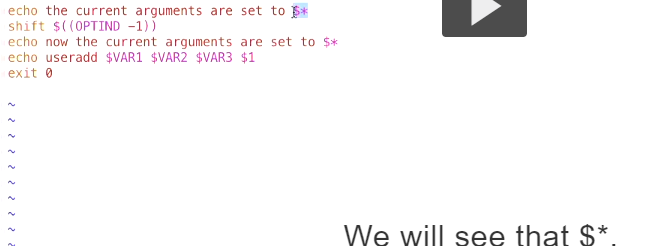 echo the current arguments are set to $*
shift $((OPTIND -1))
echo now the current arguments are set to $*
echo useradd $VAR1 $VAR2 $VAR3 $1
exit 0
~
~
~
~
~
~
~
~
~
~
We will see that $*.